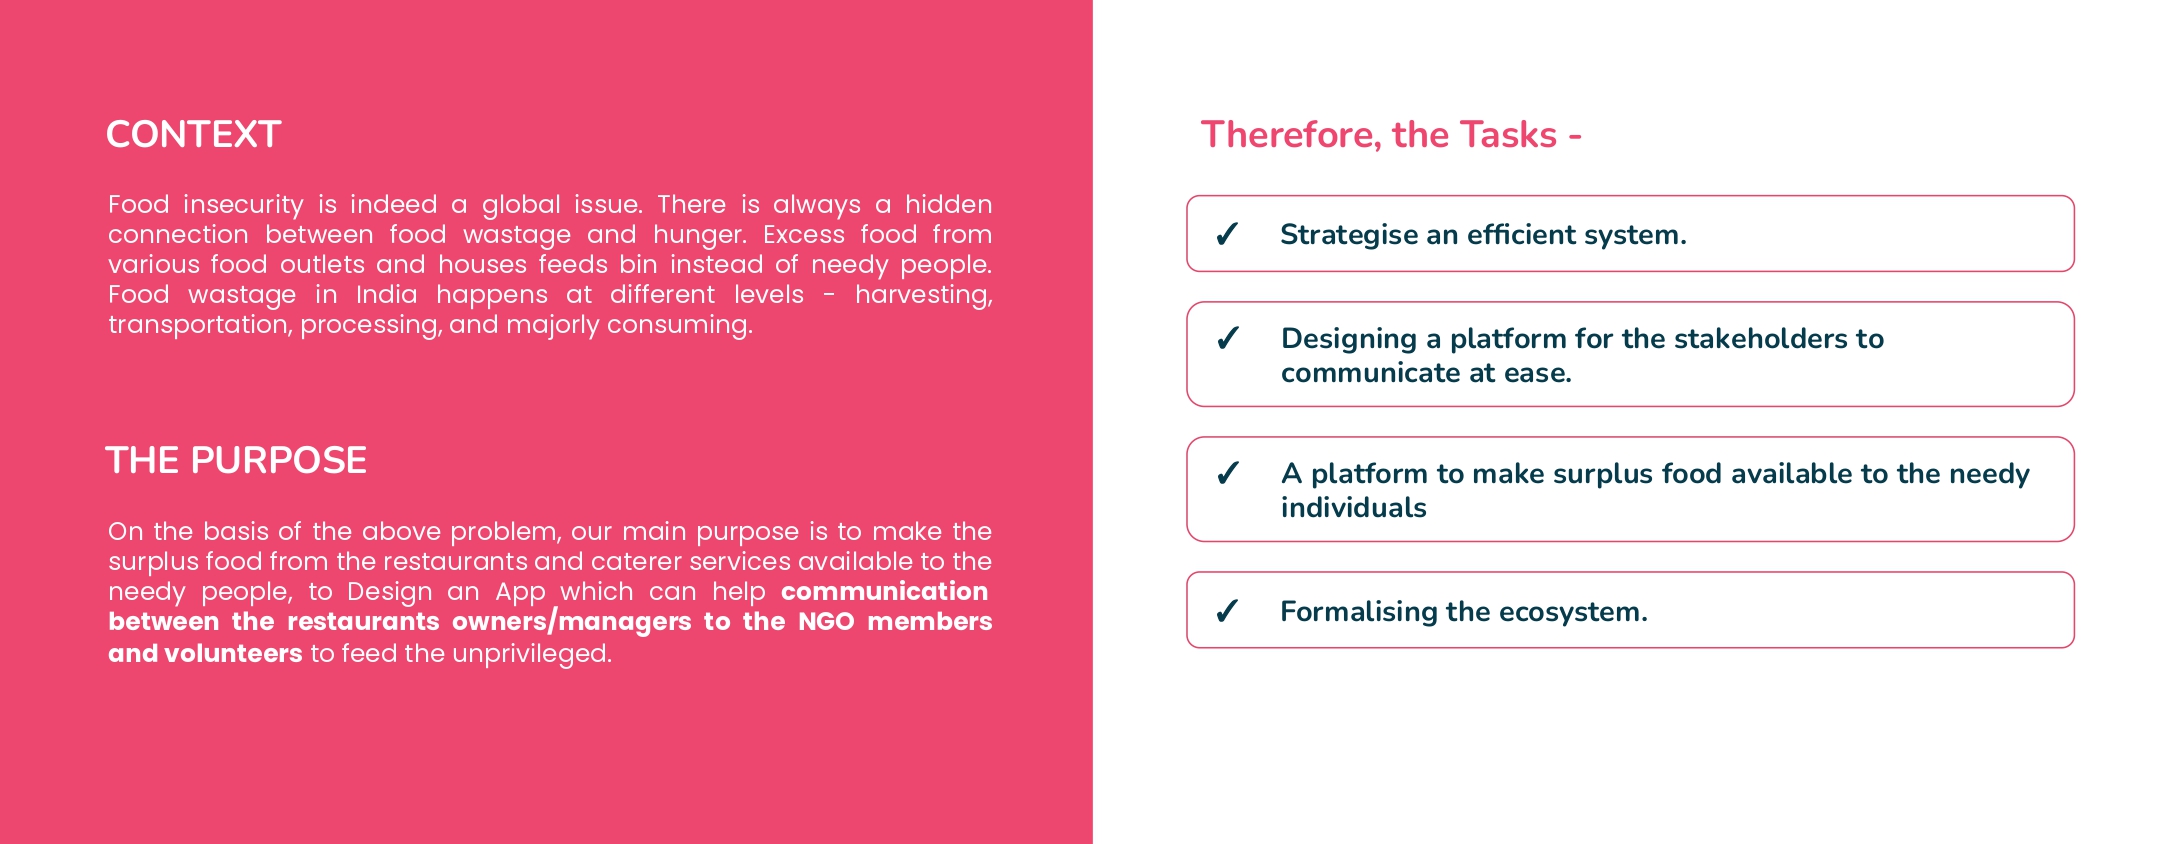 CONTEXT
Food insecurity is indeed a global issue. There is always a hidden
connection between food wastage and hunger. Excess food from
various food outlets and houses feeds bin instead of needy people.
Food wastage in India happens at different levels - harvesting,
transportation, processing, and majorly consuming.
THE PURPOSE
On the basis of the above problem, our main purpose is to make the
surplus food from the restaurants and caterer services available to the
needy people, to Design an App which can help communication
between the restaurants owners/managers to the NGO members
and volunteers to feed the unprivileged.
Therefore, the Tasks -
✓ Strategise an efficient system.
✓ Designing a platform for the stakeholders to
communicate at ease.
✓ A platform to make surplus food available to the needy
individuals
✓ Formalising the ecosystem.